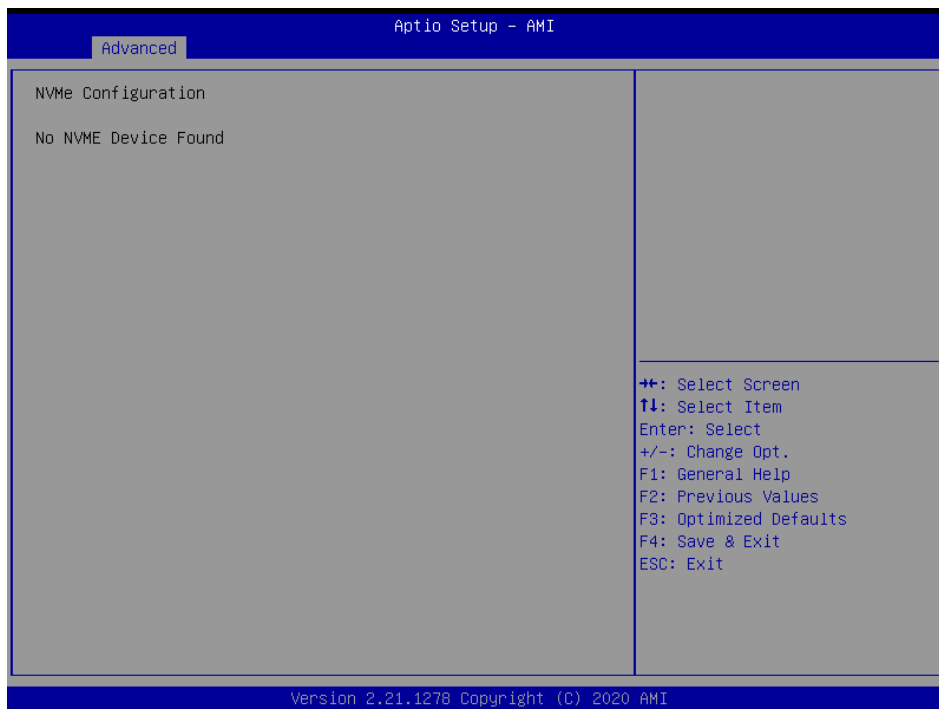 Aptio Setup – AMI
Advanced
NVMe Configuration
No NVME Device Found
→←: Select Screen
↑↓: Select Item
Enter: Select
+/-: Change Opt.
F1: General Help
F2: Previous Values
F3: Optimized Defaults
F4: Save & Exit
ESC: Exit
Version 2.21.1278 Copyright (C) 2020 AMI